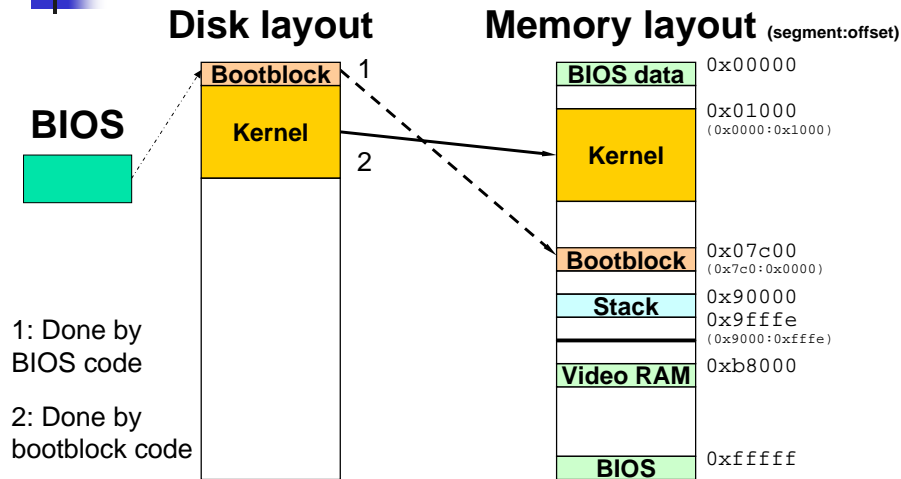 Disk layout
Memory layout (segment:offset)
BIOS
Bootblock
Kernel
1
2
1: Done by
BIOS code
2: Done by
bootblock code
BIOS data
0x00000
0x01000
(0x0000:0x1000)
Kernel
Bootblock
0x07c00
(0x7c0:0x0000)
Stack
0x90000
0x9fffe
(0x9000:0xfffe)
Video RAM
0xb8000
BIOS
0xfffff